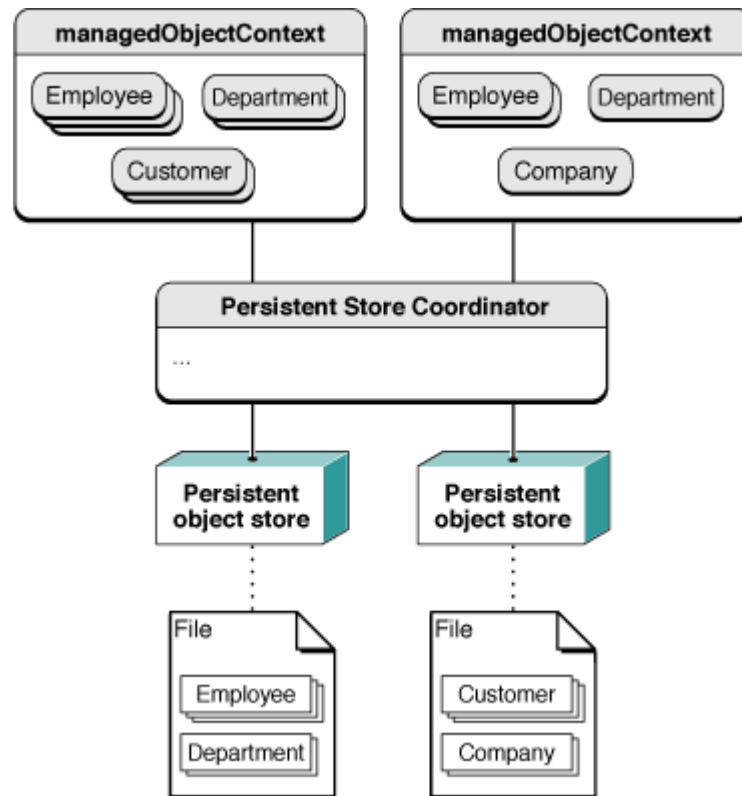 managedObjectContext
Employee
Department
Customer
managedObjectContext
Employee
Department
Company
Persistent Store Coordinator
...
Persistent
object store
Persistent
object store
File
Employee
Department
File
Customer
Company